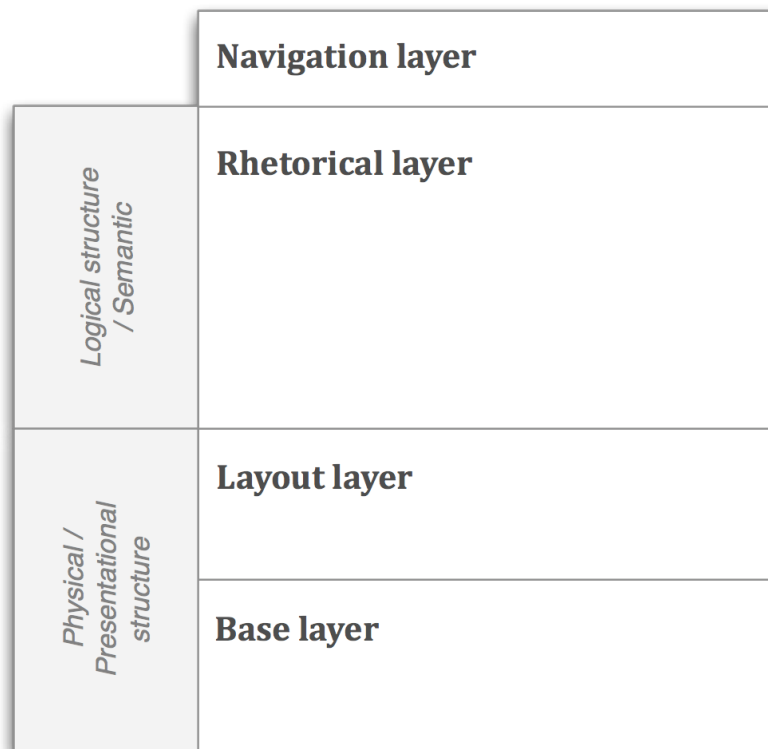 Navigation layer
Logical structure
/ Semantic
Rhetorical layer
Physical /
Presentational
structure
Layout layer
Base layer